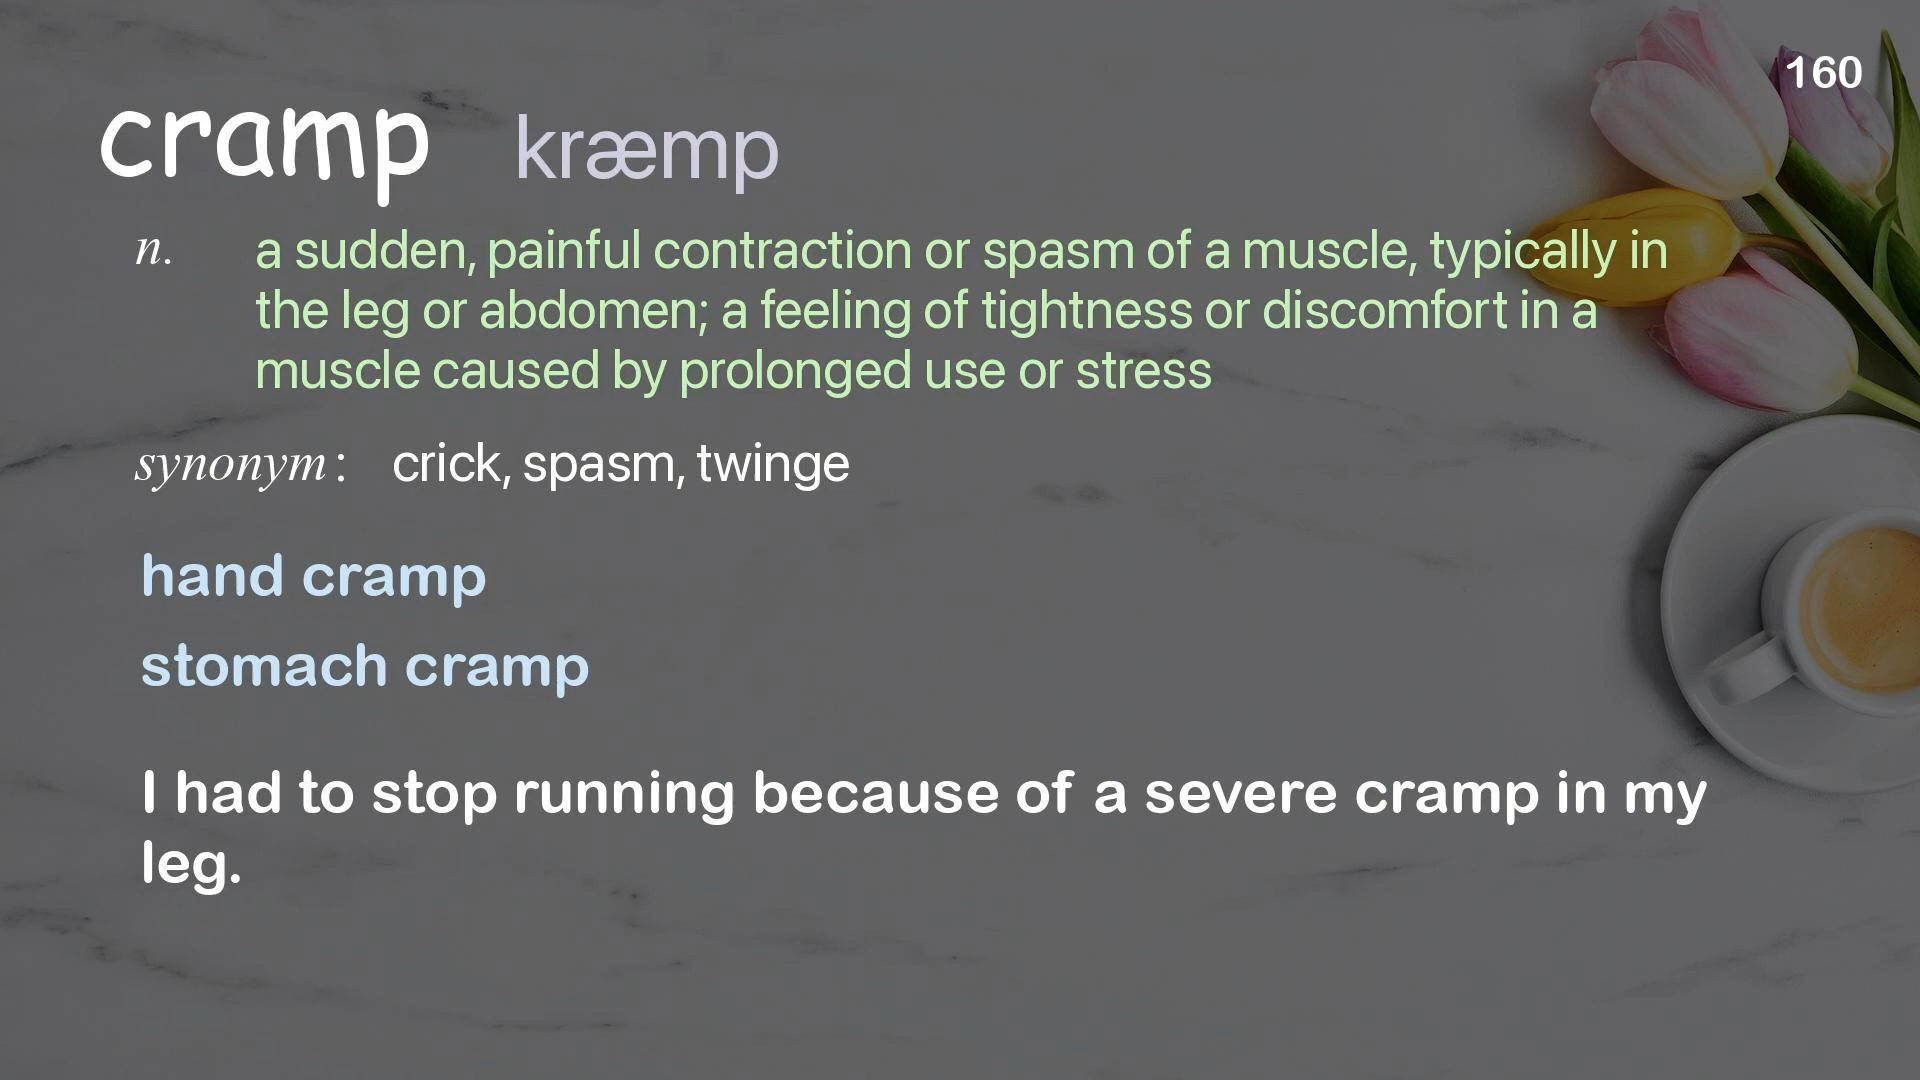 160
cramp kræmp
n. a sudden, painful contraction or spasm of a muscle, typically in
the leg or abdomen; a feeling of tightness or discomfort in a
muscle caused by prolonged use or stress
synonym : crick, spasm, twinge
hand cramp
stomach cramp
I had to stop running because of a severe cramp in my
leg.